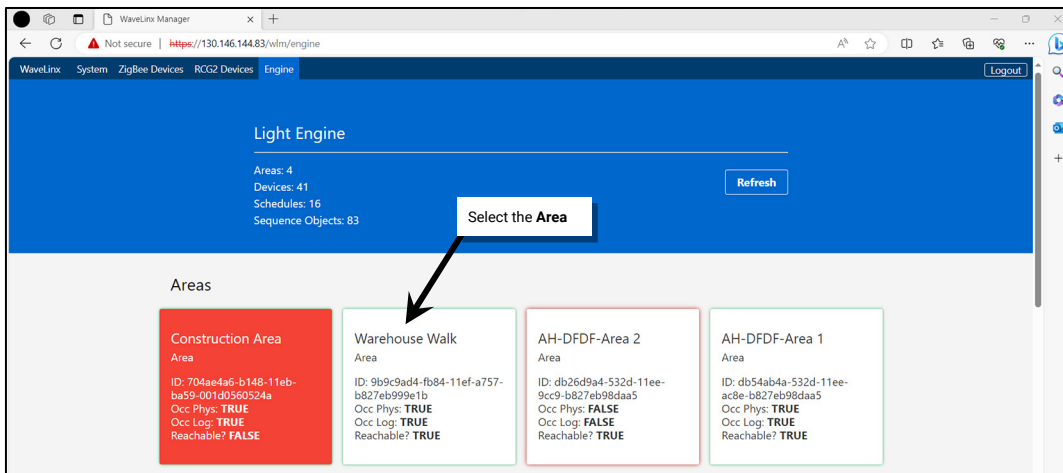 WaveLinx Manager
Not secure | https://130.146.144.83/wlm/engine
WaveLinx System ZigBee Devices RCG2 Devices Engine Logout
Light Engine
Areas: 4
Devices: 41
Schedules: 16
Sequence Objects: 83
Refresh
Select the Area
Areas
Construction Area
Area
ID: 704ae4a6-b148-11eb-
ba59-001d0560524a
Occ Phys: TRUE
Occ Log: TRUE
Reachable? FALSE
Warehouse Walk
Area
ID: 9b9c9ad4-fb84-11ef-a757-
b827eb999e1b
Occ Phys: TRUE
Occ Log: TRUE
Reachable? TRUE
AH-DFDF-Area 2
Area
ID: db26d9a4-532d-11ee-
9cc9-b827eb98daa5
Occ Phys: FALSE
Occ Log: FALSE
Reachable? TRUE
AH-DFDF-Area 1
Area
ID: db54ab4a-532d-11ee-
ac8e-b827eb98daa5
Occ Phys: TRUE
Occ Log: TRUE
Reachable? TRUE